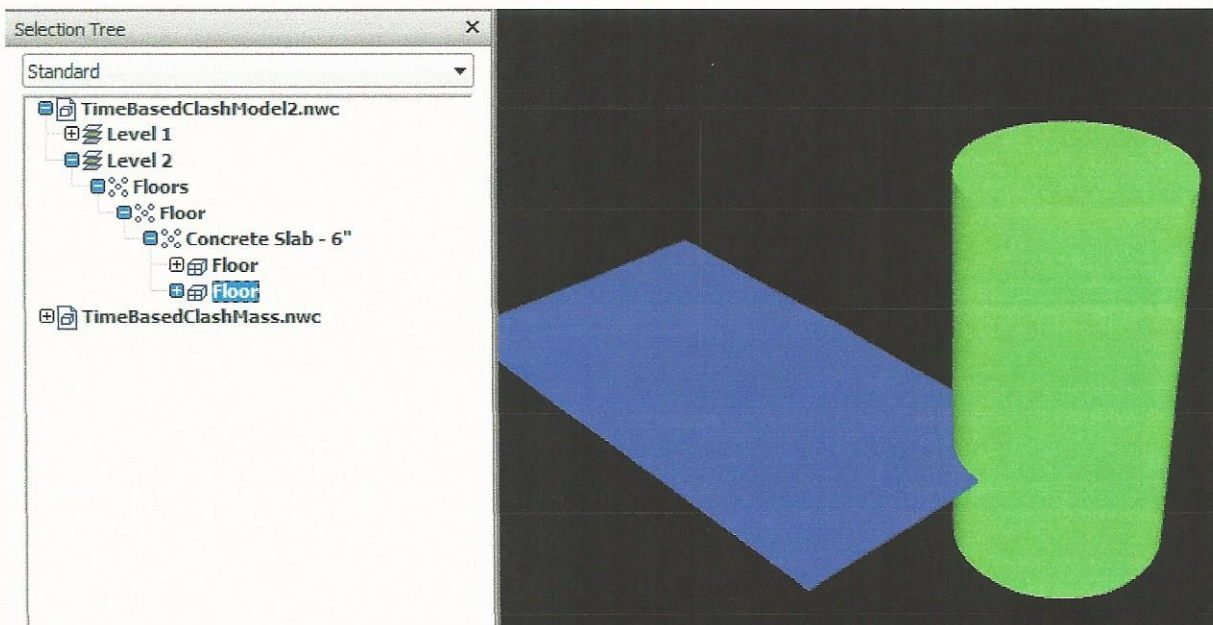 Selection Tree
Standard
TimeBasedClashModel2.nwc
Level 1
Level 2
Floors
Floor
Concrete Slab - 6"
Floor
Floor
TimeBasedClashMass.nwc